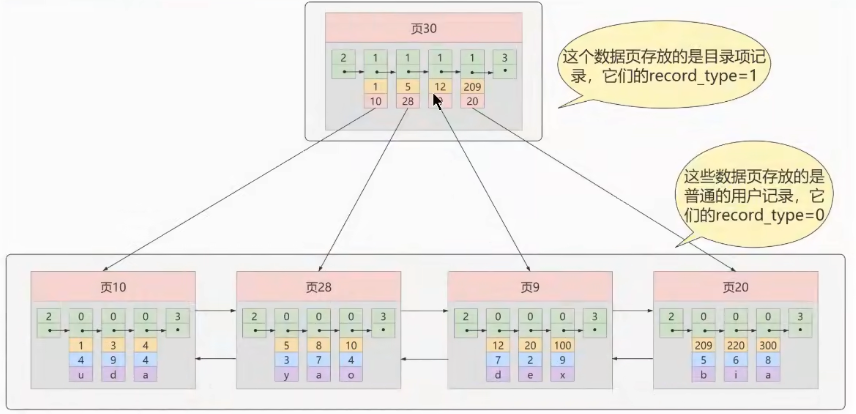 页30
2 1 1 1 1 3
1 5 12 209
10 28 20
这个数据页存放的是目录项记
录，它们的record_type=1
这些数据页存放的是
普通的用户记录，它
们的record_type=0
页10
2 0 0 0 3
1 3 4
4 9 4
u d a
页28
2 0 0 0 3
5 8 10
3 7 4
y a o
页9
2 0 0 0 3
12 20 100
7 2 9
d e x
页20
2 0 0 0 3
209 220 300
5 6 8
b i a